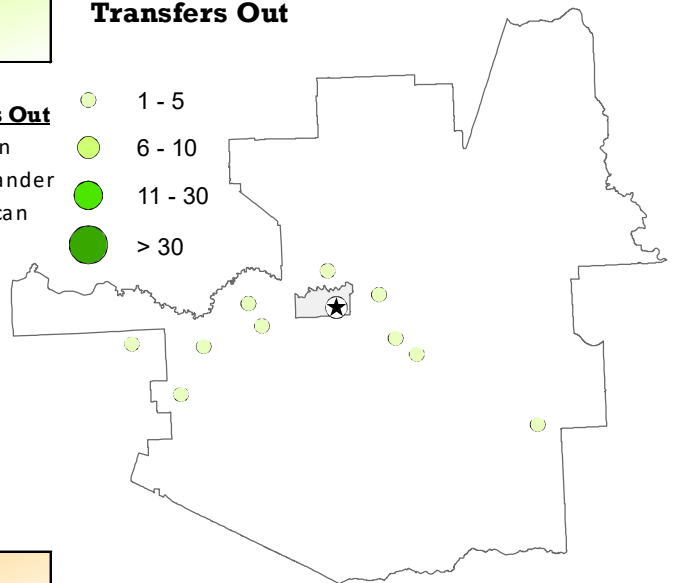 Transfers Out
s Out
n
ander
can
1 - 5
6 - 10
11 - 30
> 30